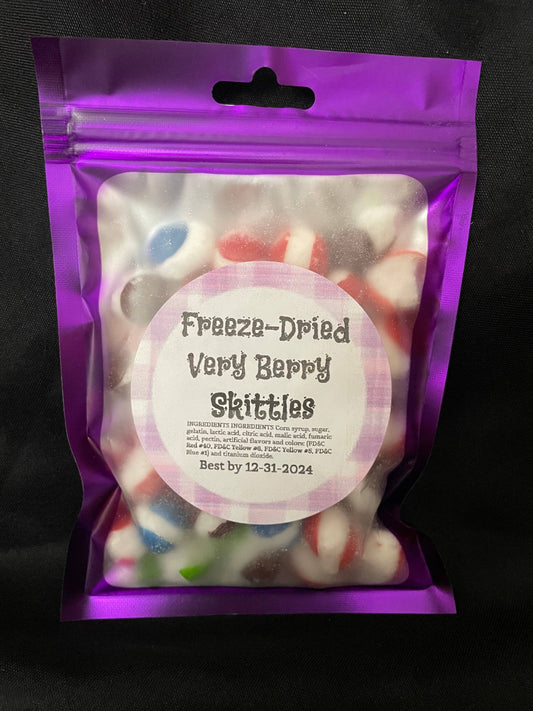 Freeze-Dried
Very Berry
Skittles
INGREDIENTS INGREDIENTS Corn syrup, sugar,
gelatin, lactic acid, citric acid, malic acid, fumaric
acid, pectin, artificial flavors and colors: (FD&C
Red #40, FD&C Yellow #6, FD&C Yellow #5, FD&C
Blue #1) and titanium dioxide.
Best by 12-31-2024